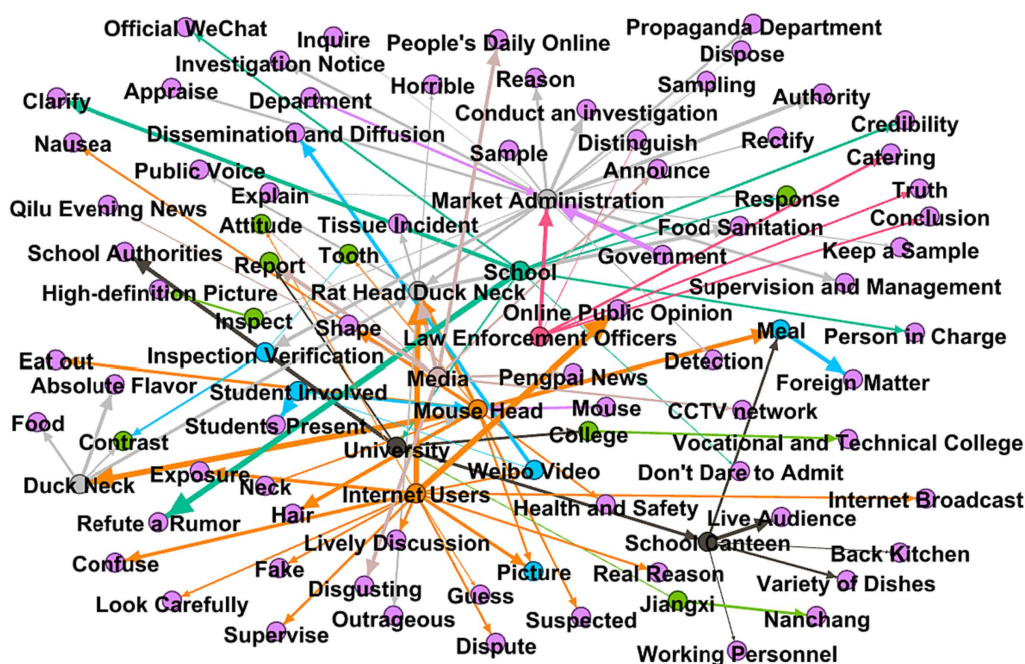 Official WeChat
Propaganda Department
Inquire
People's Daily Online
Dispose
Investigation Notice
Horrible
Reason
Sampling
Appraise
Authority
Clarify
Department
Conduct an investigation
Credibility
Nausea
Dissemination and Diffusion
Distinguish
Rectify
Sample
Catering
Public Voice
Announce
Explain
Market Administration
Response
Truth
Qilu Evening News
Attitude
Tissue Incident
Food Sanitation
Conclusion
School Authorities
Tooth
Government
Keep a Sample
Report
School
High-definition Picture
Rat Head Duck Neck
Supervision and Management
Inspect
Shape
Online Public Opinion
Law Enforcement Officers
Meal
Person in Charge
Eat out
Inspection Verification
Detection
Absolute Flavor
Media
Pengpai News
Foreign Matter
Student Involved
Food
Students Present
Mouse Head
Mouse
CCTV network
Contrast
University
College
Vocational and Technical College
Duck Neck
Exposure
Neck
Weibo Video
Don't Dare to Admit
Internet Users
Internet Broadcast
Refute a Rumor
Hair
Health and Safety
Live Audience
Lively Discussion
School Canteen
Back Kitchen
Confuse
Fake
Picture
Real Reason
Variety of Dishes
Disgusting
Guess
Look Carefully
Jiangxi
Outrageous
Suspected
Nanchang
Supervise
Dispute
Working Personnel